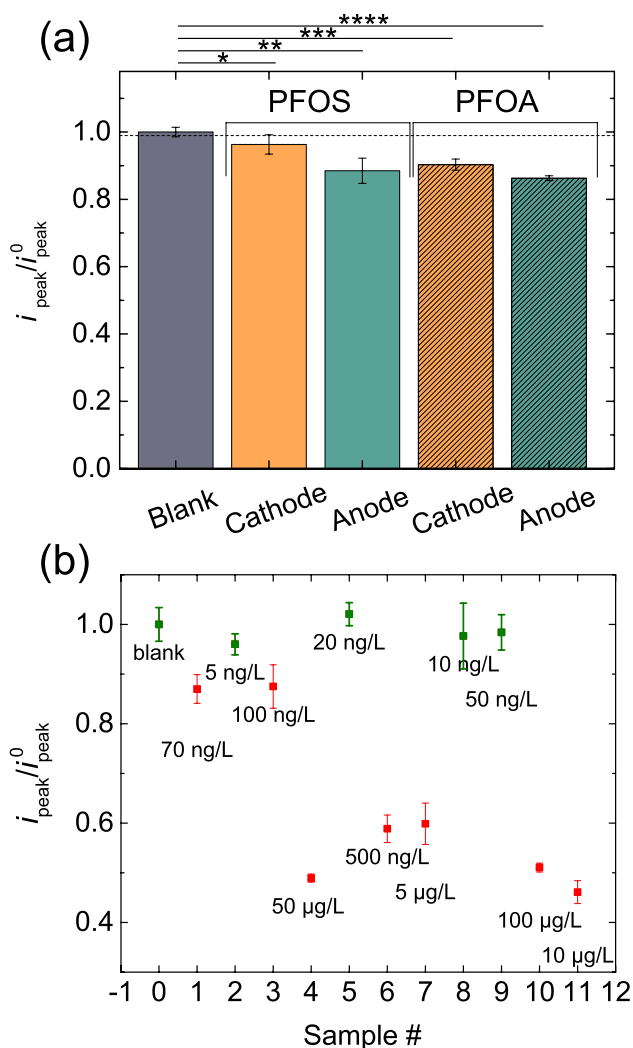 (a)
****
***
**
*
PFOS PFOA
1.0
0.8
0.6
0.4
0.2
0.0
i peak/i0peak
Blank Cathode Anode Cathode Anode
(b)
1.0
0.8
0.6
0.4
ipeak/i0peak
blank
5 ng/L
20 ng/L
10 ng/L
50 ng/L
70 ng/L
100 ng/L
50 µg/L
500 ng/L
5 µg/L
100 µg/L
10 µg/L
-1 0 1 2 3 4 5 6 7 8 9 10 11 12
Sample #